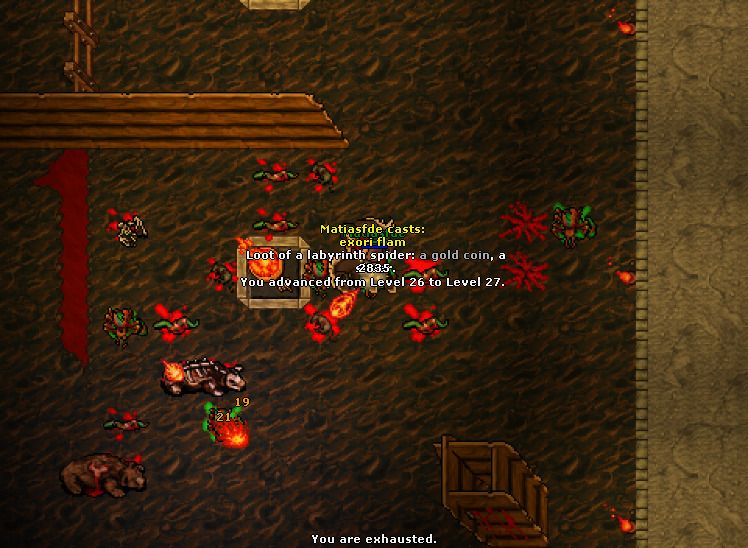 Matiasfde casts:
exori flam
Loot of a labyrinth spider: a gold coin, a
2835.
You advanced from Level 26 to Level 27.
19
21
You are exhausted.